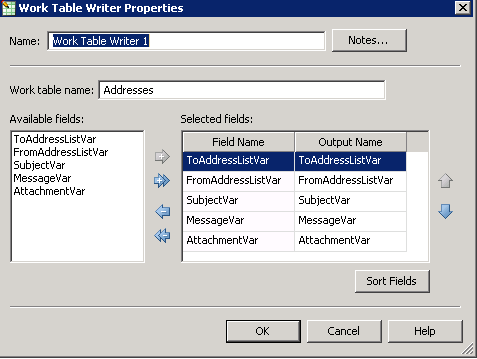 Work Table Writer Properties
Name: Work Table Writer 1 Notes...
Work table name: Addresses
Available fields: Selected fields:
ToAddressListVar
FromAddressListVar
SubjectVar
MessageVar
AttachmentVar
Field Name Output Name
ToAddressListVar ToAddressListVar
FromAddressListVar FromAddressListVar
SubjectVar SubjectVar
MessageVar MessageVar
AttachmentVar AttachmentVar
Sort Fields
OK Cancel Help